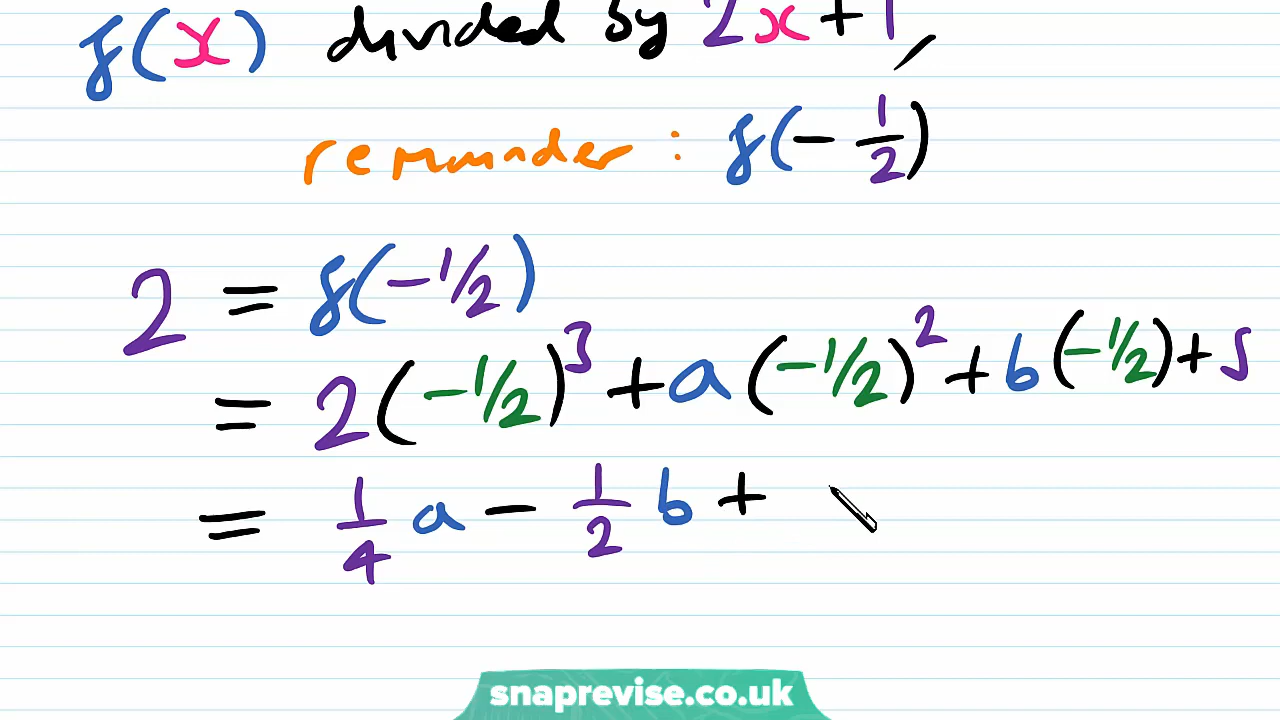 f(x) divided by 2x+1,
remainder : f(- 1/2)
2 = f(-1/2)
= 2(-1/2)³ + a(-1/2)² + b(-1/2) + 5
= 1/4 a - 1/2 b +
snaprevise.co.uk